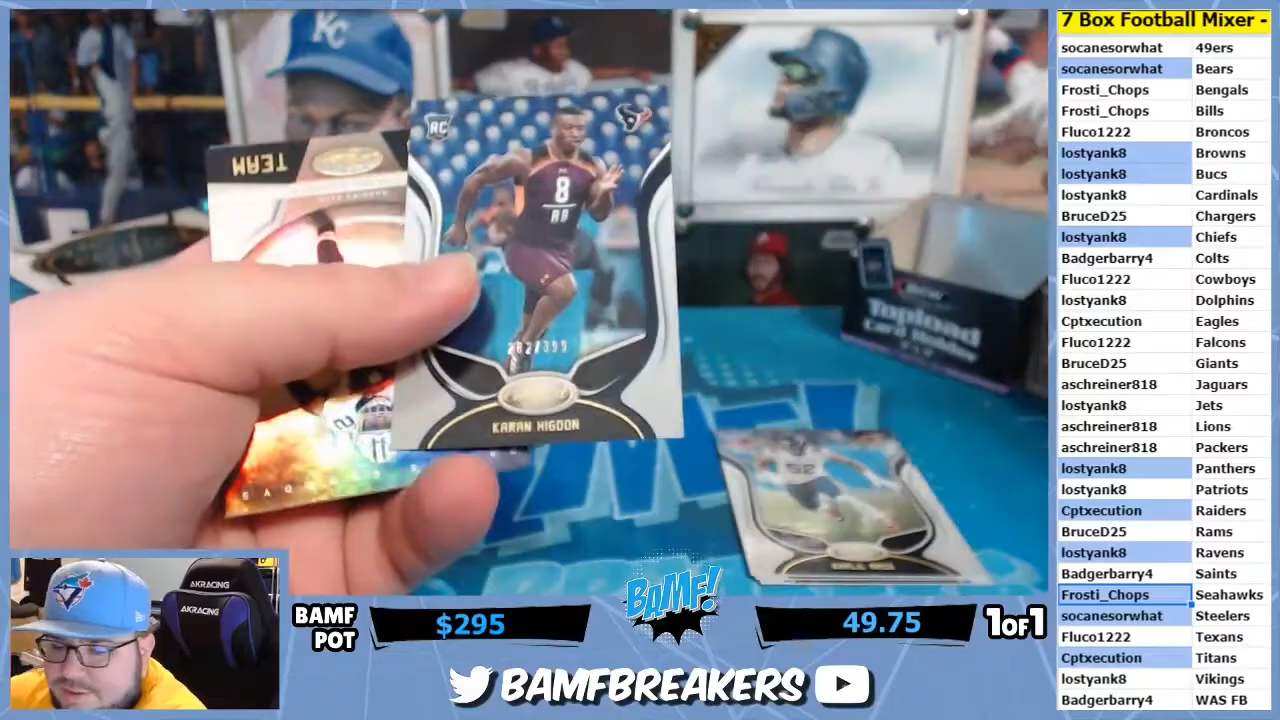 7 Box Football Mixer -
socanesorwhat 49ers
socanesorwhat Bears
Frosti_Chops Bengals
Frosti_Chops Bills
Fluco1222 Broncos
lostyank8 Browns
lostyank8 Bucs
lostyank8 Cardinals
BruceD25 Chargers
lostyank8 Chiefs
Badgerbarry4 Colts
Fluco1222 Cowboys
lostyank8 Dolphins
Cptxecution Eagles
Fluco1222 Falcons
BruceD25 Giants
aschreiner818 Jaguars
lostyank8 Jets
aschreiner818 Lions
aschreiner818 Packers
lostyank8 Panthers
lostyank8 Patriots
Cptxecution Raiders
BruceD25 Rams
lostyank8 Ravens
Badgerbarry4 Saints
Frosti_Chops Seahawks
socanesorwhat Steelers
Fluco1222 Texans
Cptxecution Titans
lostyank8 Vikings
Badgerbarry4 WAS FB
KC
TEAM
RC
8
RB
KARAN HIGDON
Topload
Card Holder
52
AKRACING
AKRACING
BAMF
POT
$295
BAMF!
49.75
1OF1
BAMFBREAKERS